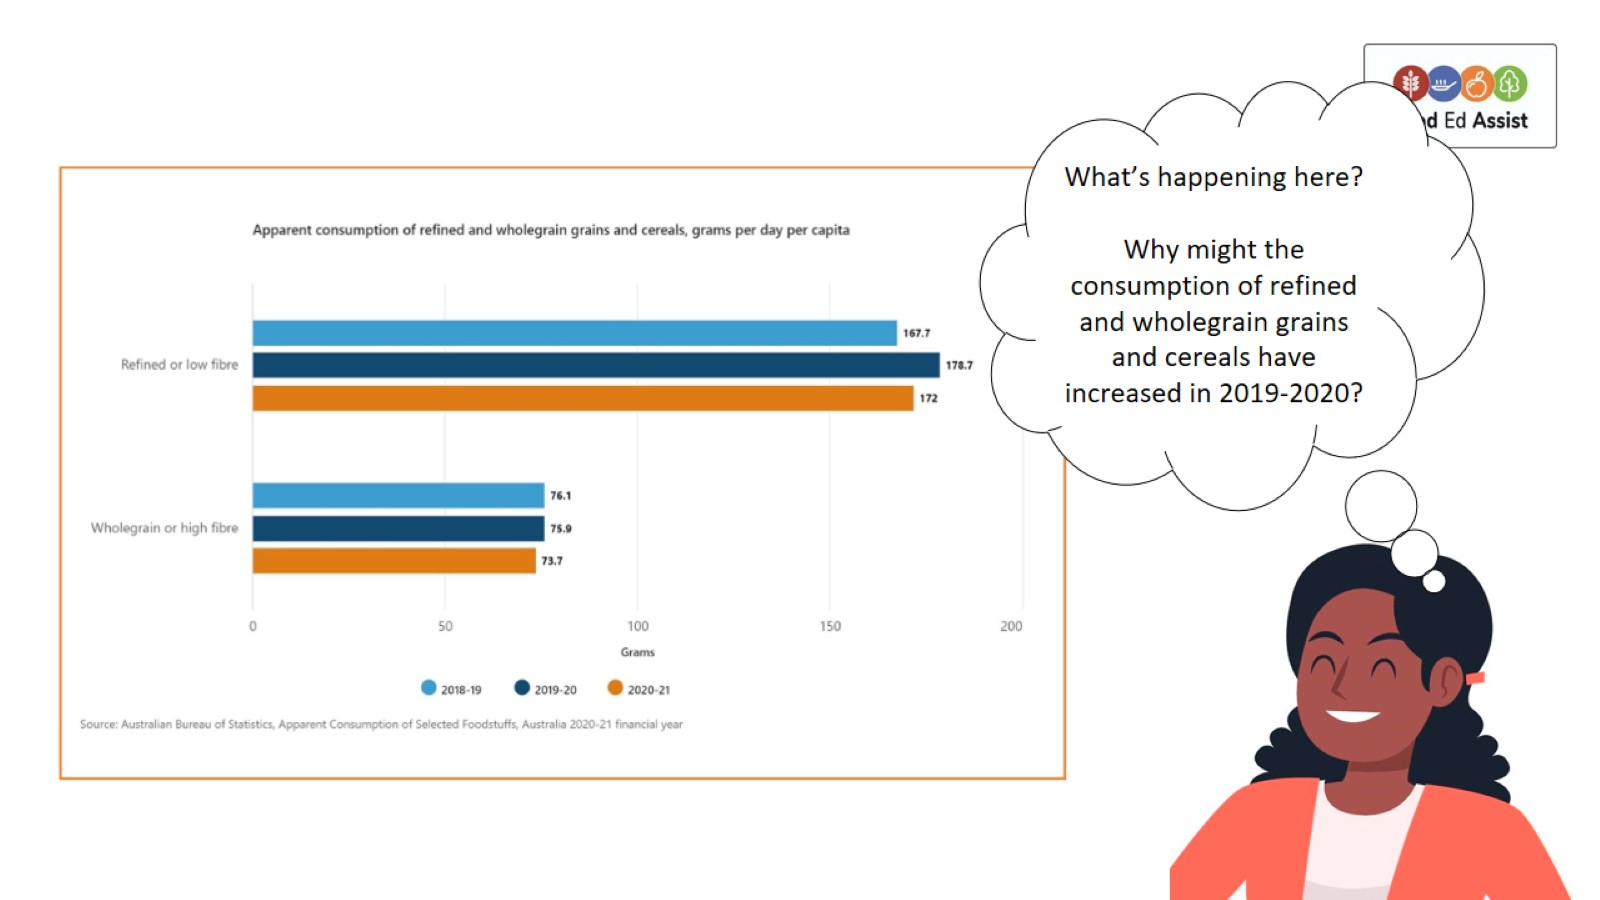 d Ed Assist
What's happening here?
Why might the
consumption of refined
and wholegrain grains
and cereals have
increased in 2019-2020?
Apparent consumption of refined and wholegrain grains and cereals, grams per day per capita
Refined or low fibre
167.7
178.7
172
Wholegrain or high fibre
76.1
75.9
73.7
0 50 100 150 200
Grams
2018-19 2019-20 2020-21
Source: Australian Bureau of Statistics, Apparent Consumption of Selected Foodstuffs, Australia 2020-21 financial year